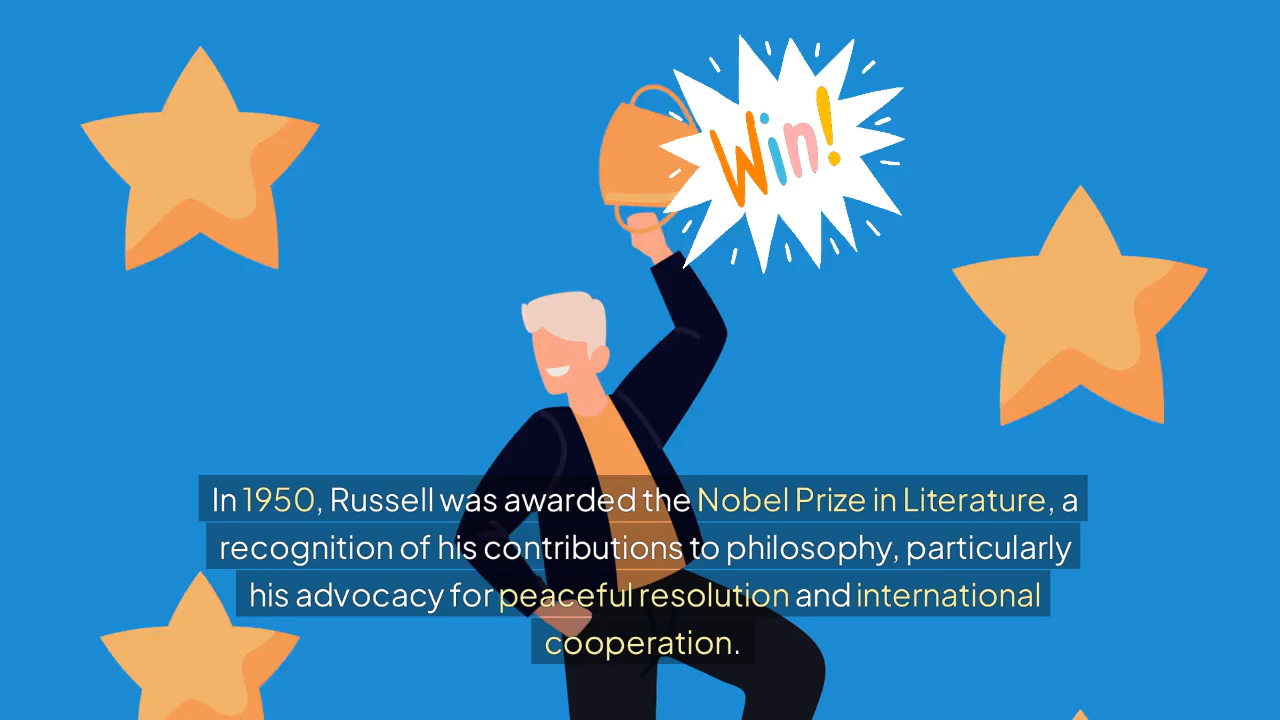 Win!
In 1950, Russell was awarded the Nobel Prize in Literature, a
recognition of his contributions to philosophy, particularly
his advocacy for peaceful resolution and international
cooperation.